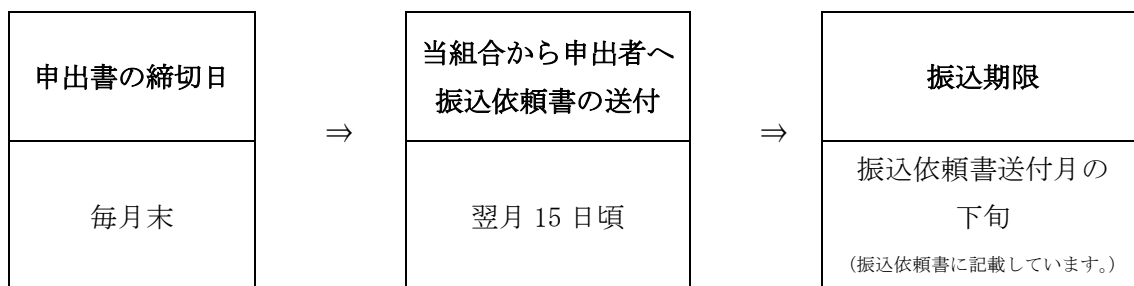 申出書の締切日
毎月末
⇒
当組合から申出者へ
振込依頼書の送付
翌月 15 日頃
⇒
振込期限
振込依頼書送付月の
下旬
（振込依頼書に記載しています。）